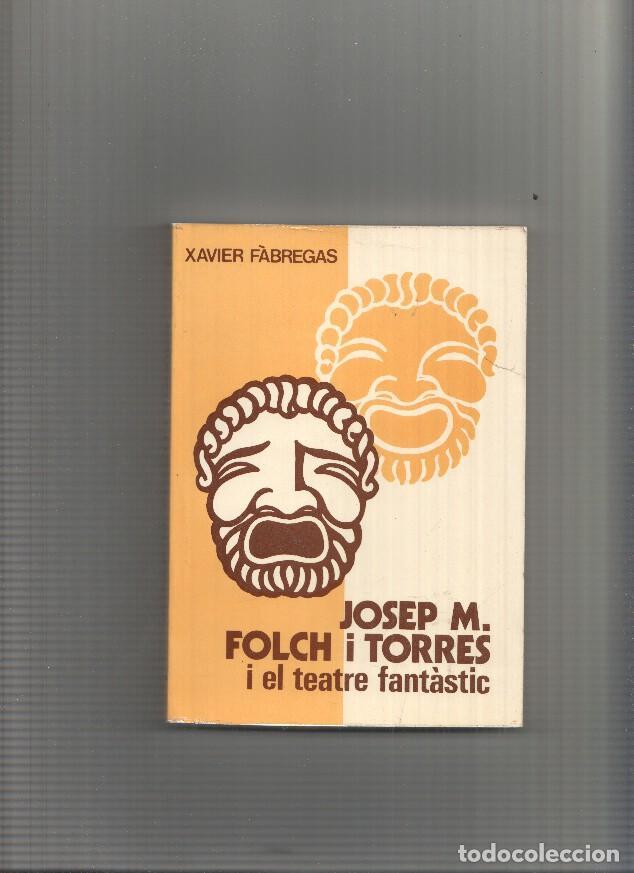 XAVIER FÀBREGAS
JOSEP M.
FOLCH i TORRES
i el teatre fantàstic
todocoleccion